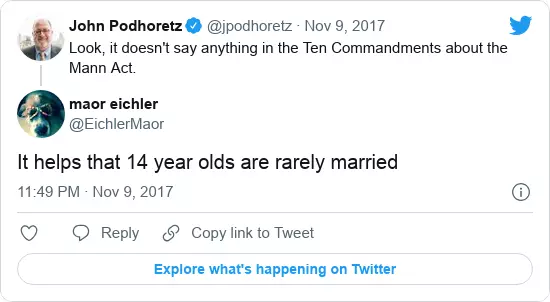 John Podhoretz @jpodhoretz · Nov 9, 2017
Look, it doesn't say anything in the Ten Commandments about the
Mann Act.
maor eichler
@EichlerMaor
It helps that 14 year olds are rarely married
11:49 PM · Nov 9, 2017
Reply
Copy link to Tweet
Explore what's happening on Twitter